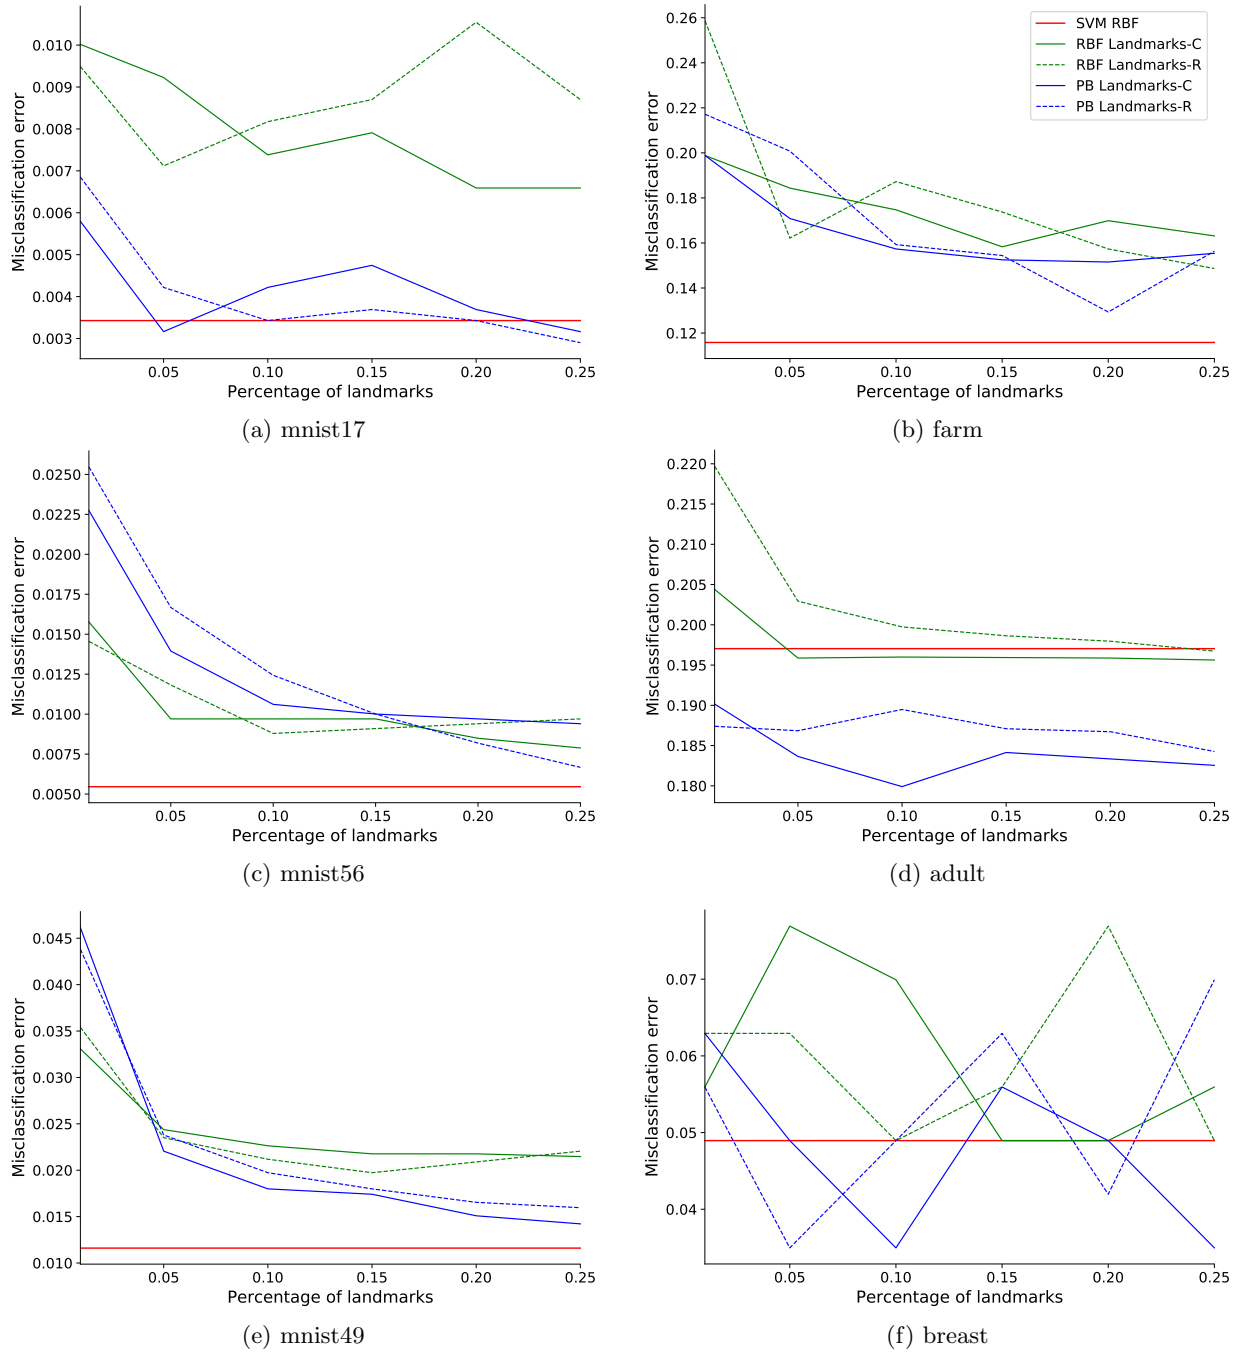 0.010
0.009
0.008
0.007
0.006
0.005
0.004
0.003
Misclassification error
0.05 0.10 0.15 0.20 0.25
Percentage of landmarks
(a) mnist17
0.26
0.24
0.22
0.20
0.18
0.16
0.14
0.12
Misclassification error
SVM RBF
RBF Landmarks-C
RBF Landmarks-R
PB Landmarks-C
PB Landmarks-R
0.05 0.10 0.15 0.20 0.25
Percentage of landmarks
(b) farm
0.0250
0.0225
0.0200
0.0175
0.0150
0.0125
0.0100
0.0075
0.0050
Misclassification error
0.05 0.10 0.15 0.20 0.25
Percentage of landmarks
(c) mnist56
0.220
0.215
0.210
0.205
0.200
0.195
0.190
0.185
0.180
Misclassification error
0.05 0.10 0.15 0.20 0.25
Percentage of landmarks
(d) adult
0.045
0.040
0.035
0.030
0.025
0.020
0.015
0.010
Misclassification error
0.05 0.10 0.15 0.20 0.25
Percentage of landmarks
(e) mnist49
0.07
0.06
0.05
0.04
Misclassification error
0.05 0.10 0.15 0.20 0.25
Percentage of landmarks
(f) breast